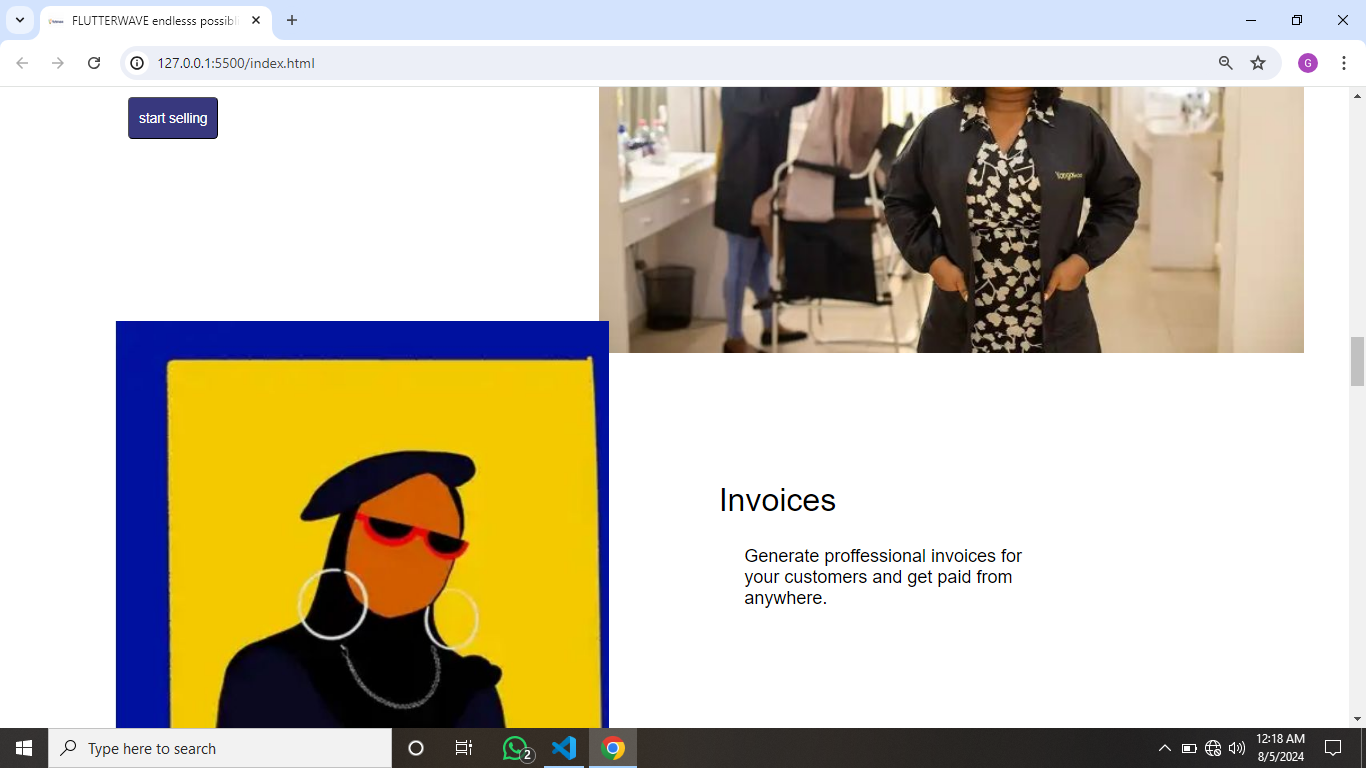 FLUTTERWAVE endlesss possibl
127.0.0.1:5500/index.html
G
start selling
Invoices
Generate proffessional invoices for
your customers and get paid from
anywhere.
Type here to search
2
12:18 AM
8/5/2024